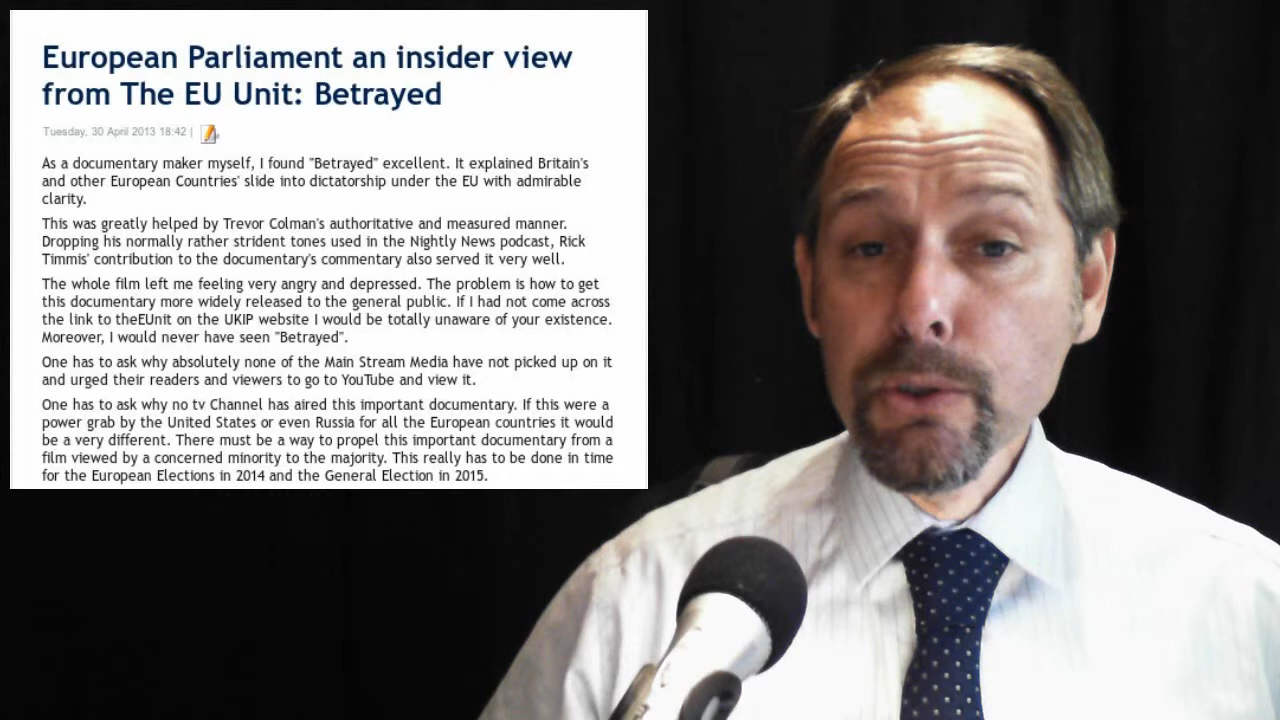 European Parliament an insider view
from The EU Unit: Betrayed
Tuesday, 30 April 2013 18:42 |
As a documentary maker myself, I found "Betrayed" excellent. It explained Britain's
and other European Countries' slide into dictatorship under the EU with admirable
clarity.
This was greatly helped by Trevor Colman's authoritative and measured manner.
Dropping his normally rather strident tones used in the Nightly News podcast, Rick
Timmis' contribution to the documentary's commentary also served it very well.
The whole film left me feeling very angry and depressed. The problem is how to get
this documentary more widely released to the general public. If I had not come across
the link to theEUnit on the UKIP website I would be totally unaware of your existence.
Moreover, I would never have seen "Betrayed".
One has to ask why absolutely none of the Main Stream Media have not picked up on it
and urged their readers and viewers to go to YouTube and view it.
One has to ask why no tv Channel has aired this important documentary. If this were a
power grab by the United States or even Russia for all the European countries it would
be a very different. There must be a way to propel this important documentary from a
film viewed by a concerned minority to the majority. This really has to be done in time
for the European Elections in 2014 and the General Election in 2015.